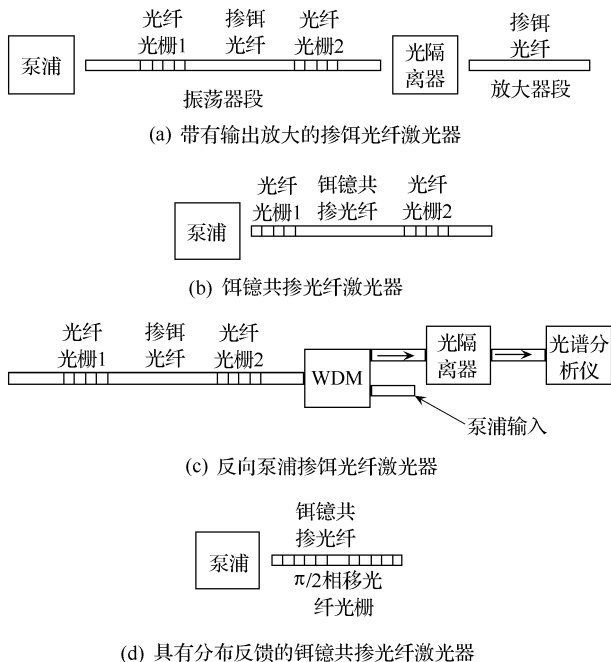 光纤 掺铒 光纤
光栅1 光纤 光栅2
泵浦
振荡器段
光隔
离器
掺铒
光纤
放大器段
(a) 带有输出放大的掺铒光纤激光器
光纤 铒镱共 光纤
光栅1 掺光纤 光栅2
泵浦
(b) 铒镱共掺光纤激光器
光纤 掺铒 光纤
光栅1 光纤 光栅2
WDM
光隔
离器
光谱分
析仪
泵浦输入
(c) 反向泵浦掺铒光纤激光器
铒镱共
掺光纤
泵浦
π/2相移光
纤光栅
(d) 具有分布反馈的铒镱共掺光纤激光器